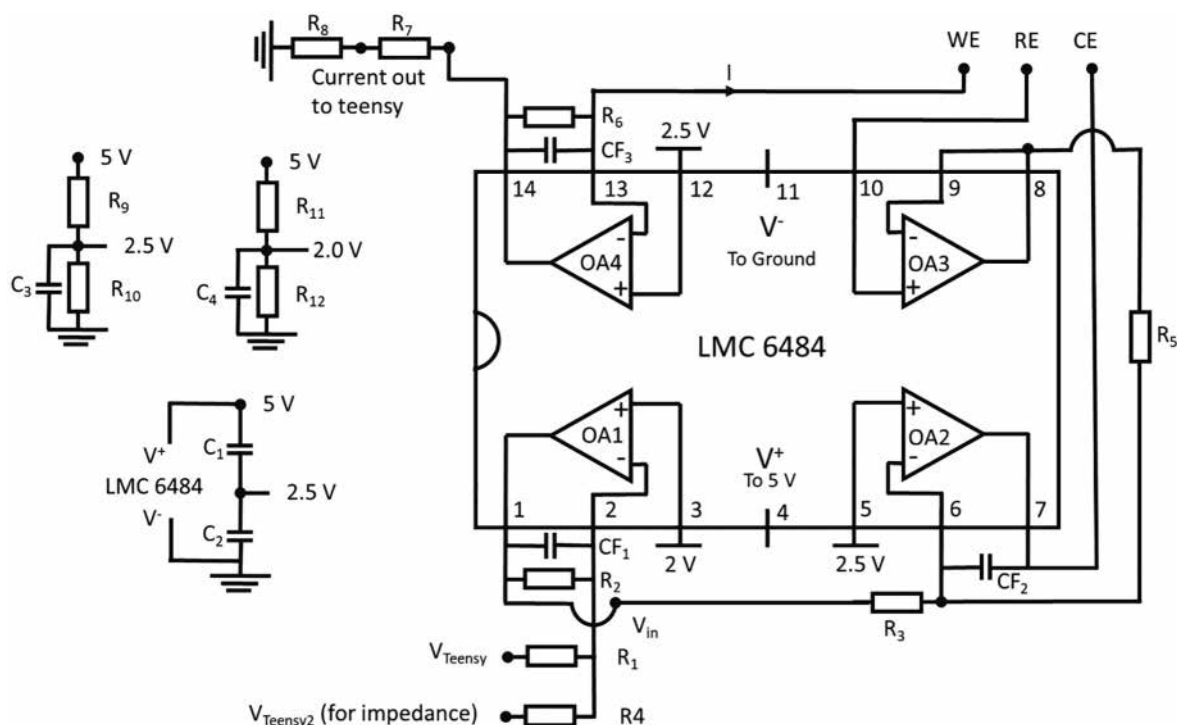 R₈
R₇
Current out
to teensy
WE
RE
CE
I
R₆
CF₃
2.5 V
5 V
R₉
2.5 V
C₃
R₁₀
5 V
R₁₁
2.0 V
C₄
R₁₂
14
13
12
11
10
9
8
V⁻
To Ground
-
+
OA4
-
+
OA3
LMC 6484
R₅
5 V
V⁺
C₁
LMC 6484
2.5 V
V⁻
C₂
+
-
OA1
+
-
OA2
V⁺
To 5 V
1
2
3
4
5
6
7
CF₁
2 V
2.5 V
CF₂
R₂
V_in
R₃
V_Teensy
R₁
V_Teensy2 (for impedance)
R4